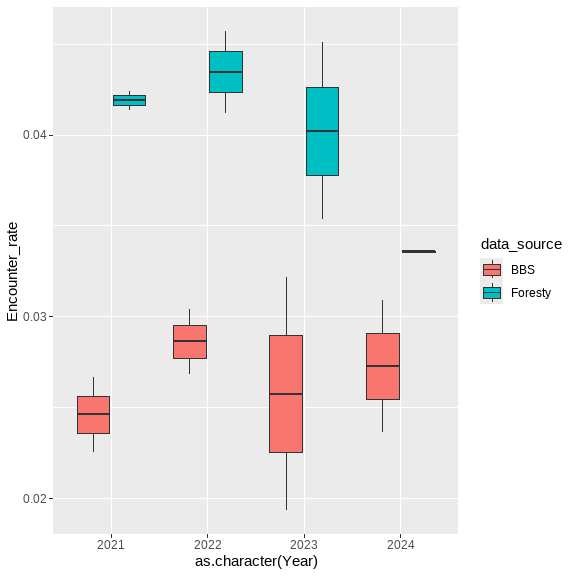 Encounter_rate
0.04
0.03
0.02
2021
2022
2023
2024
as.character(Year)
data_source
BBS
Foresty